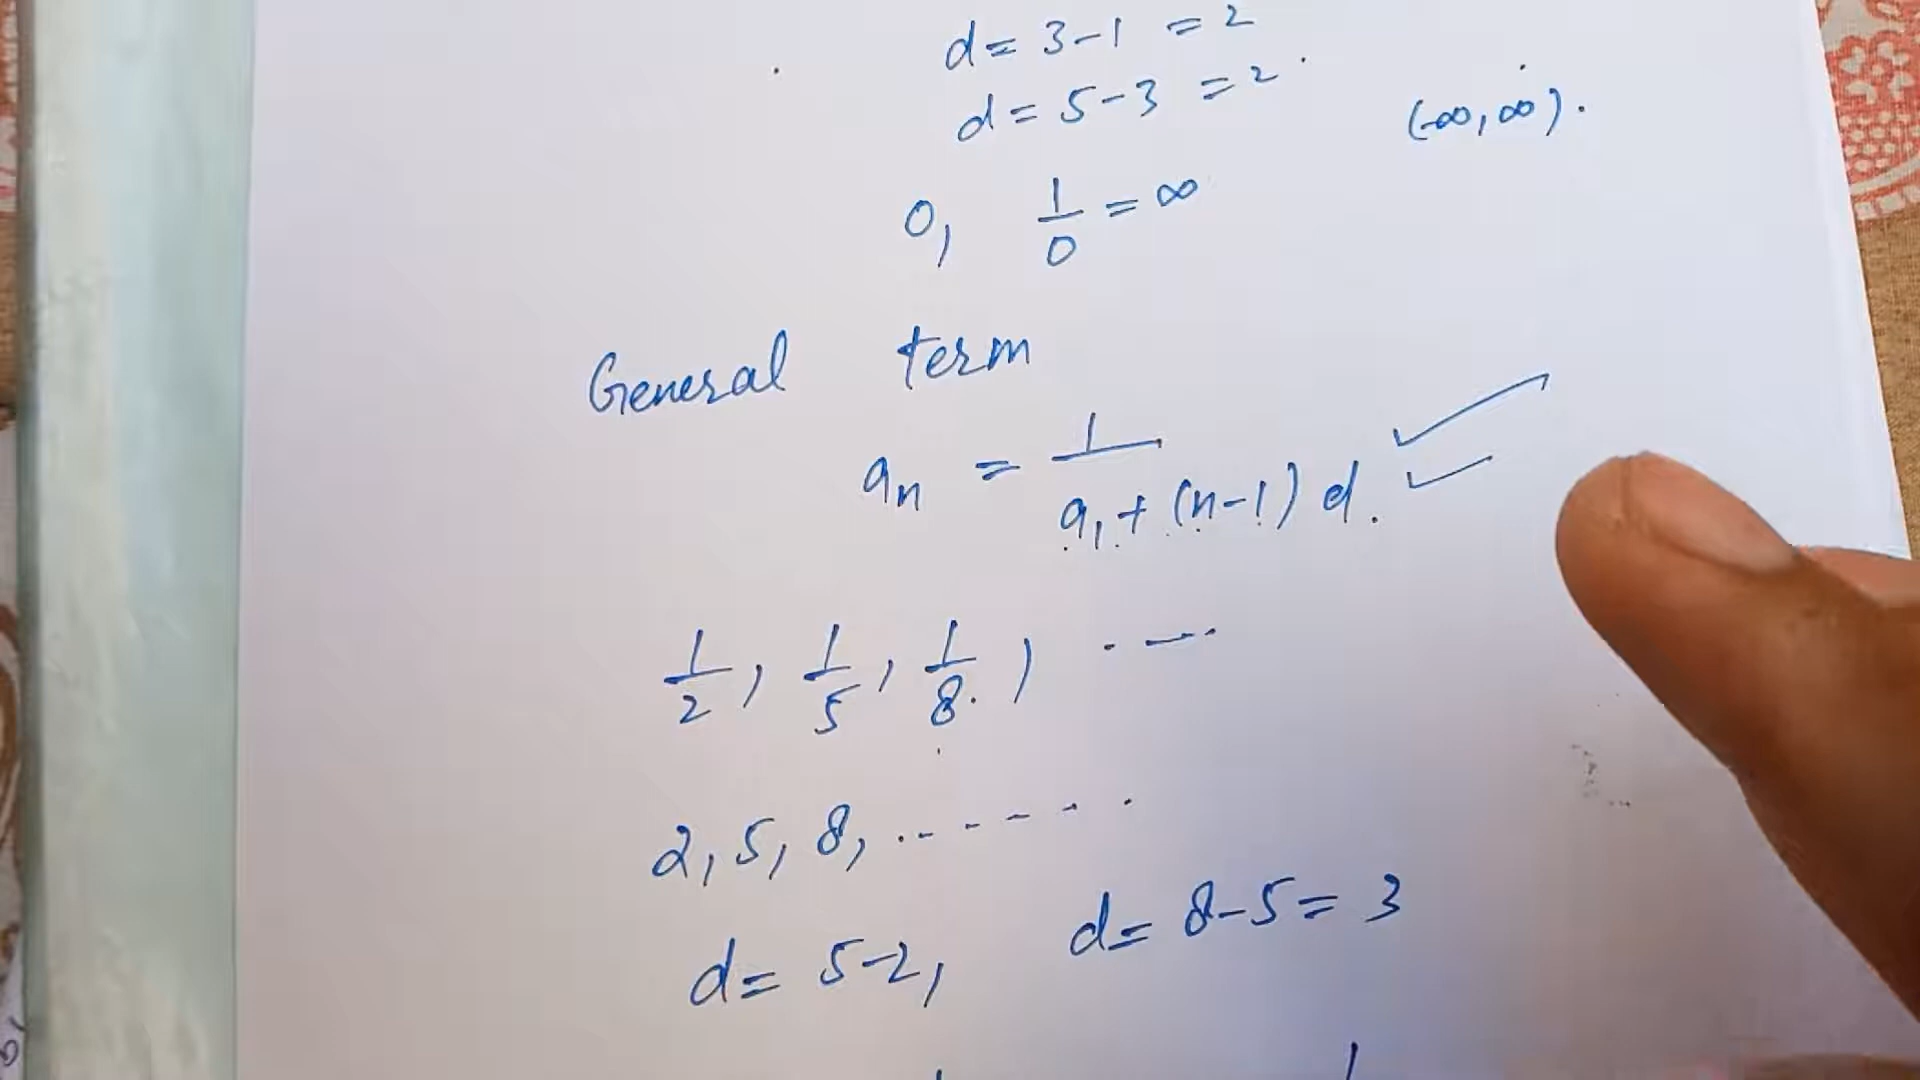 d = 3-1 = 2
d = 5-3 = 2
(-∞, ∞).
0, 1/0 = ∞
General term
aₙ = 1/(a₁ + (n-1) d.
1/2, 1/5, 1/8, ....
2, 5, 8, .......
d = 5-2, d = 8-5 = 3